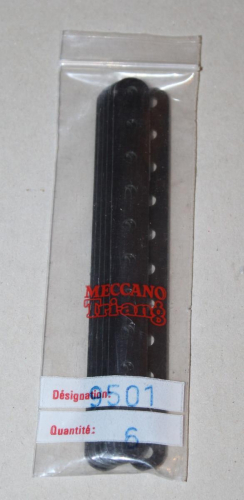 MECCANO
Triang
Désignation: 9501
Quantité: 6